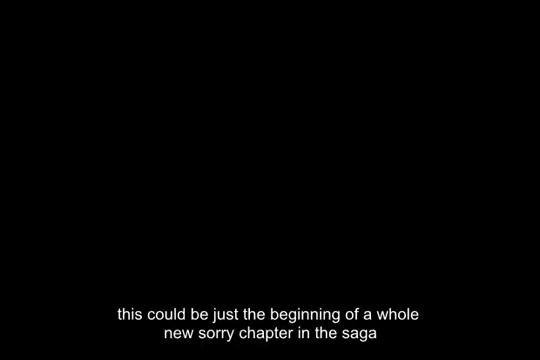 this could be just the beginning of a whole
new sorry chapter in the saga